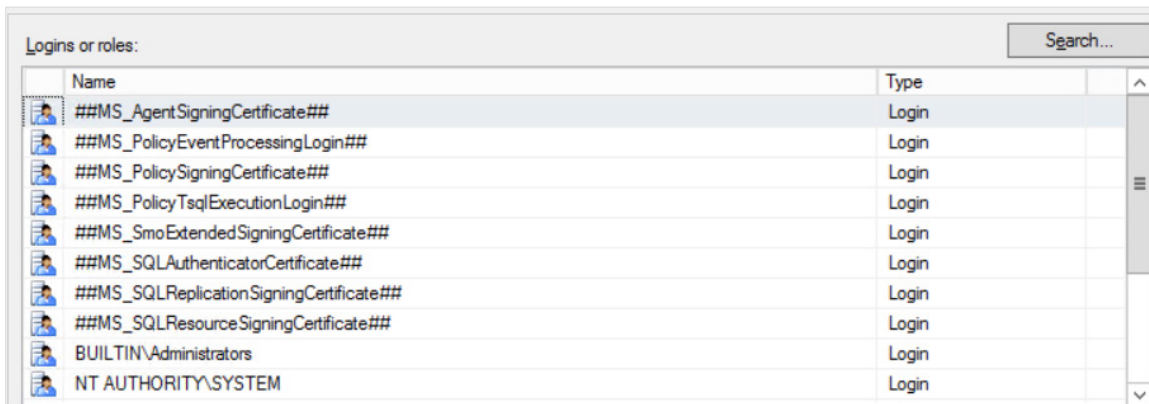 Logins or roles:
Search...
Name Type
##MS_AgentSigningCertificate## Login
##MS_PolicyEventProcessingLogin## Login
##MS_PolicySigningCertificate## Login
##MS_PolicyTsqlExecutionLogin## Login
##MS_SmoExtendedSigningCertificate## Login
##MS_SQLAuthenticatorCertificate## Login
##MS_SQLReplicationSigningCertificate## Login
##MS_SQLResourceSigningCertificate## Login
BUILTIN\Administrators Login
NT AUTHORITY\SYSTEM Login